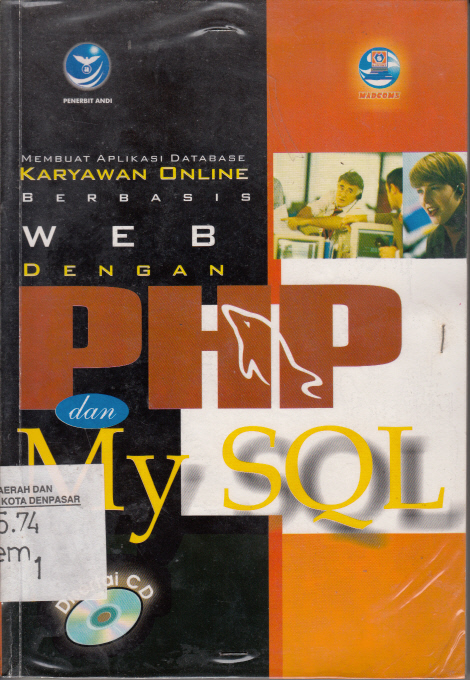 PENERBIT ANDI
MADCOMS
MEMBUAT APLIKASI DATABASE
KARYAWAN ONLINE
BERBASIS
WEB
DENGAN
PHP
dan
My SQL
AERAH DAN
KOTA DENPASAR
5.74
em
1
CD